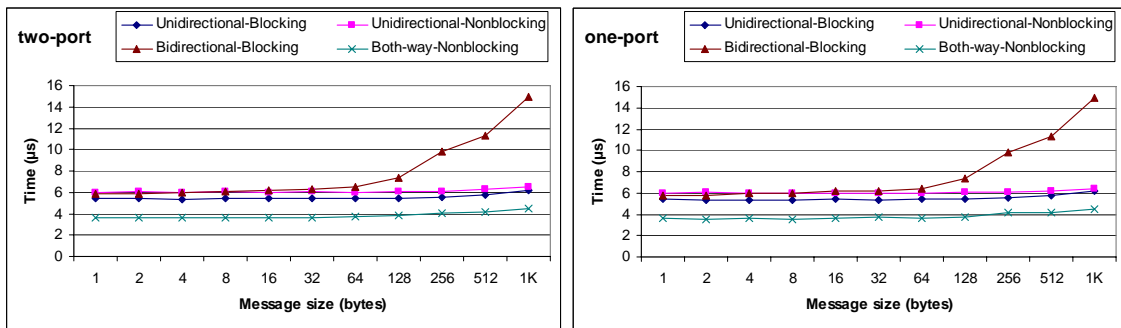 two-port
Unidirectional-Blocking Unidirectional-Nonblocking
Bidirectional-Blocking Both-way-Nonblocking
Time (µs)
16
14
12
10
8
6
4
2
0
1 2 4 8 16 32 64 128 256 512 1K
Message size (bytes)
one-port
Unidirectional-Blocking Unidirectional-Nonblocking
Bidirectional-Blocking Both-way-Nonblocking
Time (µs)
16
14
12
10
8
6
4
2
0
1 2 4 8 16 32 64 128 256 512 1K
Message size (bytes)